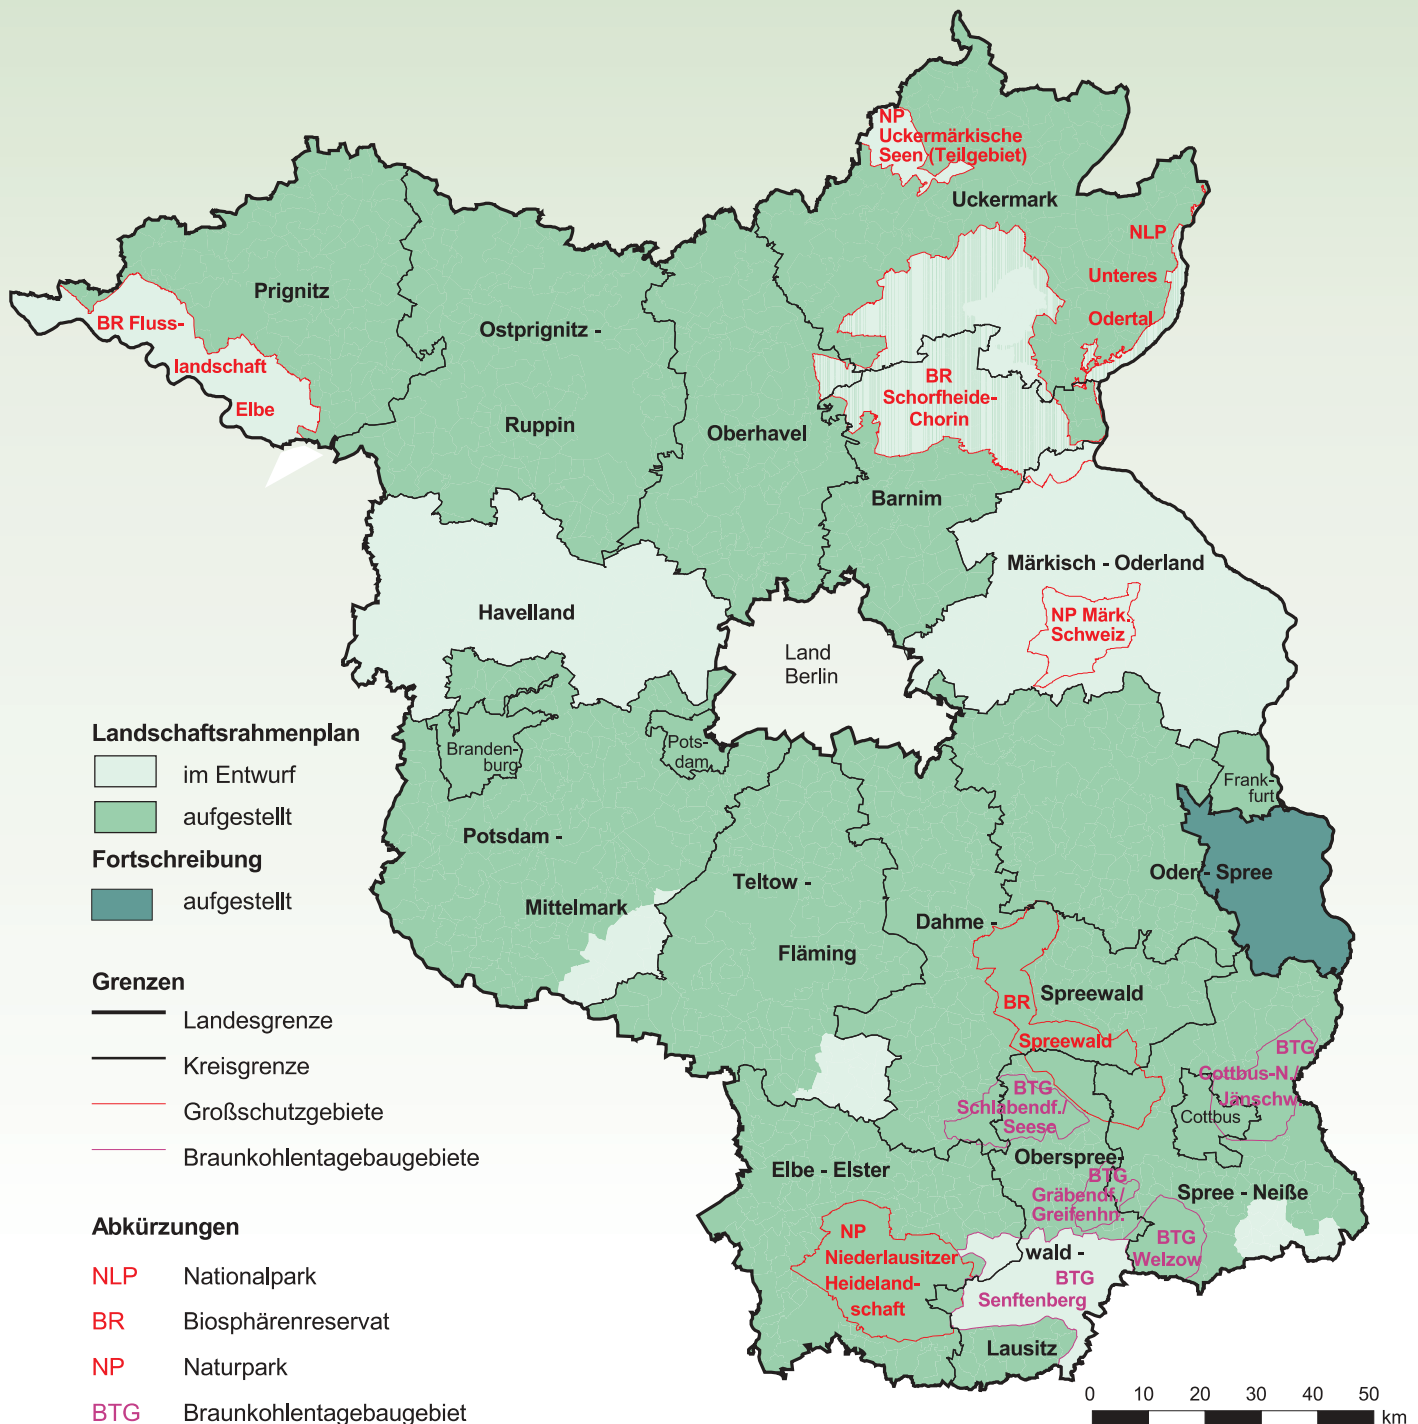 NP
Uckermärkische
Seen (Teilgebiet)
Uckermark
NLP
Unteres
Odertal
Prignitz
BR Fluss-
landschaft
Elbe
Ostprignitz -
Ruppin
Oberhavel
BR
Schorfheide-
Chorin
Barnim
Märkisch - Oderland
NP Märk.
Schweiz
Havelland
Land
Berlin
Branden-
burg
Pots-
dam
Frank-
furt
Potsdam -
Mittelmark
Teltow -
Fläming
Oder - Spree
Dahme -
Spreewald
BR
Spreewald
BTG
Cottbus-N./
Jänschw.
Cottbus
BTG
Schlabendf./
Seese
Elbe - Elster
Oberspree-
BTG
Gräbendf./
Greifenhn.
Spree - Neiße
wald -
BTG
Welzow
NP
Niederlausitzer
Heideland-
schaft
BTG
Senftenberg
Lausitz
Landschaftsrahmenplan
im Entwurf
aufgestellt
Fortschreibung
aufgestellt
Grenzen
Landesgrenze
Kreisgrenze
Großschutzgebiete
Braunkohlentagebaugebiete
Abkürzungen
NLP Nationalpark
BR Biosphärenreservat
NP Naturpark
BTG Braunkohlentagebaugebiet
0 10 20 30 40 50
km